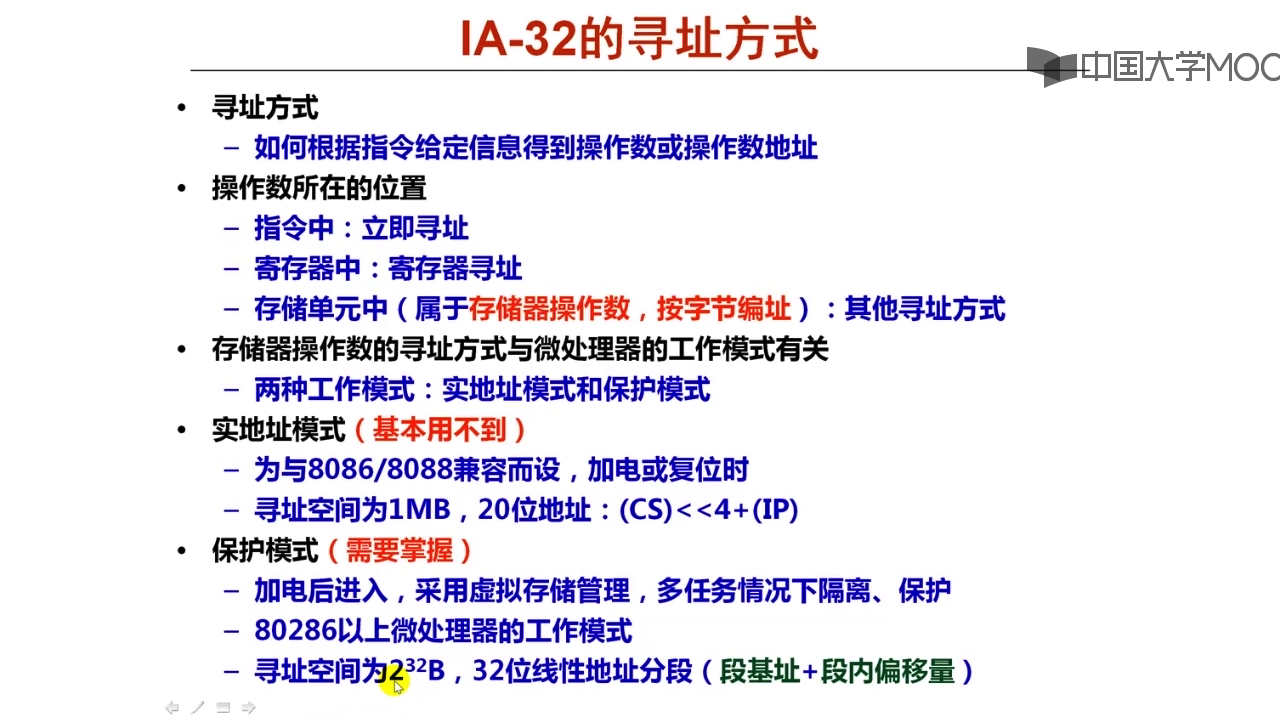 IA-32的寻址方式
中国大学MOO
• 寻址方式
– 如何根据指令给定信息得到操作数或操作数地址
• 操作数所在的位置
– 指令中：立即寻址
– 寄存器中：寄存器寻址
– 存储单元中（属于存储器操作数，按字节编址）：其他寻址方式
• 存储器操作数的寻址方式与微处理器的工作模式有关
– 两种工作模式：实地址模式和保护模式
• 实地址模式（基本用不到）
– 为与8086/8088兼容而设，加电或复位时
– 寻址空间为1MB，20位地址：(CS)<<4+(IP)
• 保护模式（需要掌握）
– 加电后进入，采用虚拟存储管理，多任务情况下隔离、保护
– 80286以上微处理器的工作模式
– 寻址空间为2³²B，32位线性地址分段（段基址+段内偏移量）